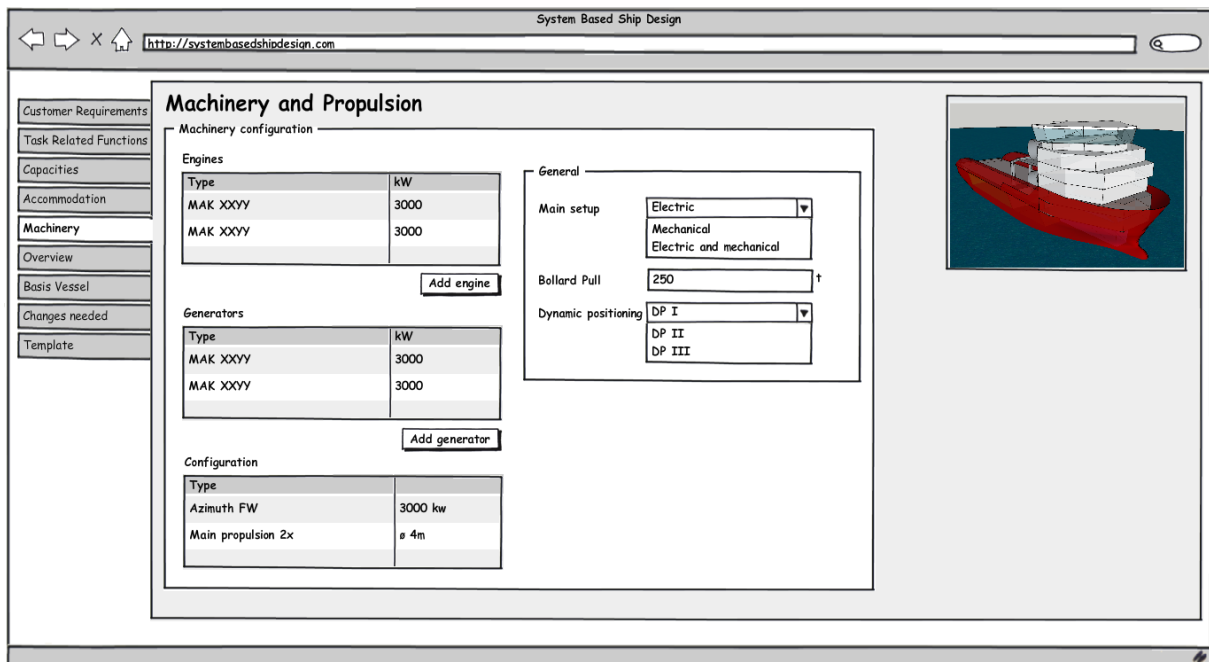 System Based Ship Design
X
http://systembasedshipdesign.com
Customer Requirements
Task Related Functions
Capacities
Accommodation
Machinery
Overview
Basis Vessel
Changes needed
Template
Machinery and Propulsion
Machinery configuration
Engines
Type kW
MAK XXYY 3000
MAK XXYY 3000
Add engine
Generators
Type kW
MAK XXYY 3000
MAK XXYY 3000
Add generator
Configuration
Type
Azimuth FW 3000 kw
Main propulsion 2x ø 4m
General
Main setup Electric
Mechanical
Electric and mechanical
Bollard Pull 250 t
Dynamic positioning DP I
DP II
DP III